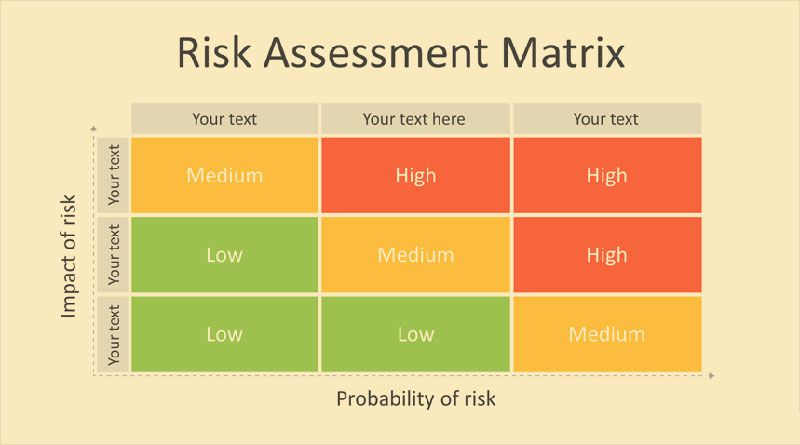 Risk Assessment Matrix
Your text
Your text here
Your text
Impact of risk
Your text
Medium
High
High
Your text
Low
Medium
High
Your text
Low
Low
Medium
Probability of risk